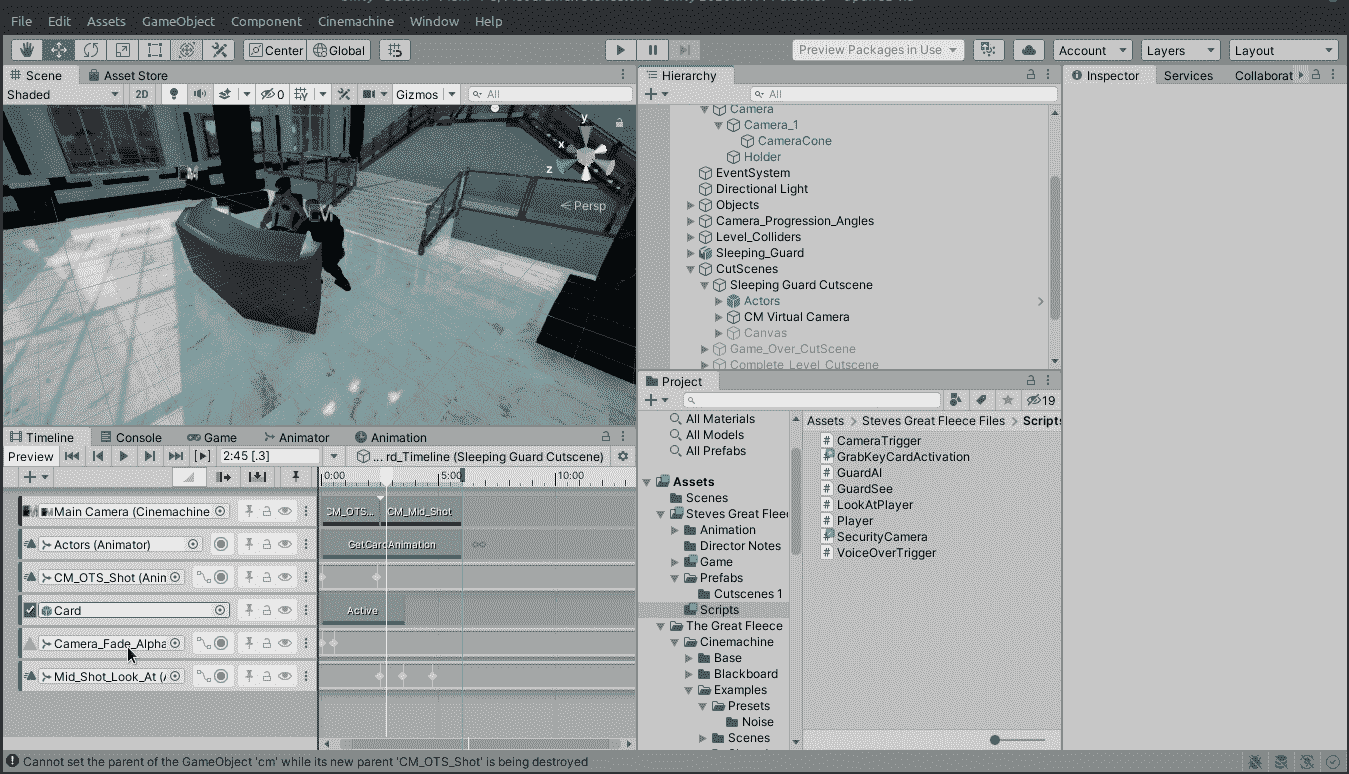 File Edit Assets GameObject Component Cinemachine Window Help
Center Global Preview Packages in Use Account Layers Layout
Scene Asset Store
Shaded 2D 0 Gizmos All
y
x
z
Persp
Hierarchy
All
Camera
Camera_1
CameraCone
Holder
EventSystem
Directional Light
Objects
Camera_Progression_Angles
Level_Colliders
Sleeping_Guard
CutScenes
Sleeping Guard Cutscene
Actors
CM Virtual Camera
Canvas
Game_Over_CutScene
Complete_Level_Cutscene
Inspector Services Collaborat
Timeline Console Game Animator Animation
Preview 2:45 [.3] ... rd_Timeline (Sleeping Guard Cutscene)
0:00 5:00 10:00
Main Camera (Cinemachine CM_OTS... CM_Mid_Shot
Actors (Animator) GetCardAnimation
CM_OTS_Shot (Anin
Card Active
Camera_Fade_Alpha
Mid_Shot_Look_At (
Project
19
All Materials
All Models
All Prefabs
Assets
Scenes
Steves Great Flee
Animation
Director Notes
Game
Prefabs
Cutscenes 1
Scripts
The Great Fleece
Cinemachine
Base
Blackboard
Examples
Presets
Noise
Scenes
Assets > Steves Great Fleece Files > Scripts
CameraTrigger
GrabKeyCardActivation
GuardAI
GuardSee
LookAtPlayer
Player
SecurityCamera
VoiceOverTrigger
Cannot set the parent of the GameObject 'cm' while its new parent 'CM_OTS_Shot' is being destroyed